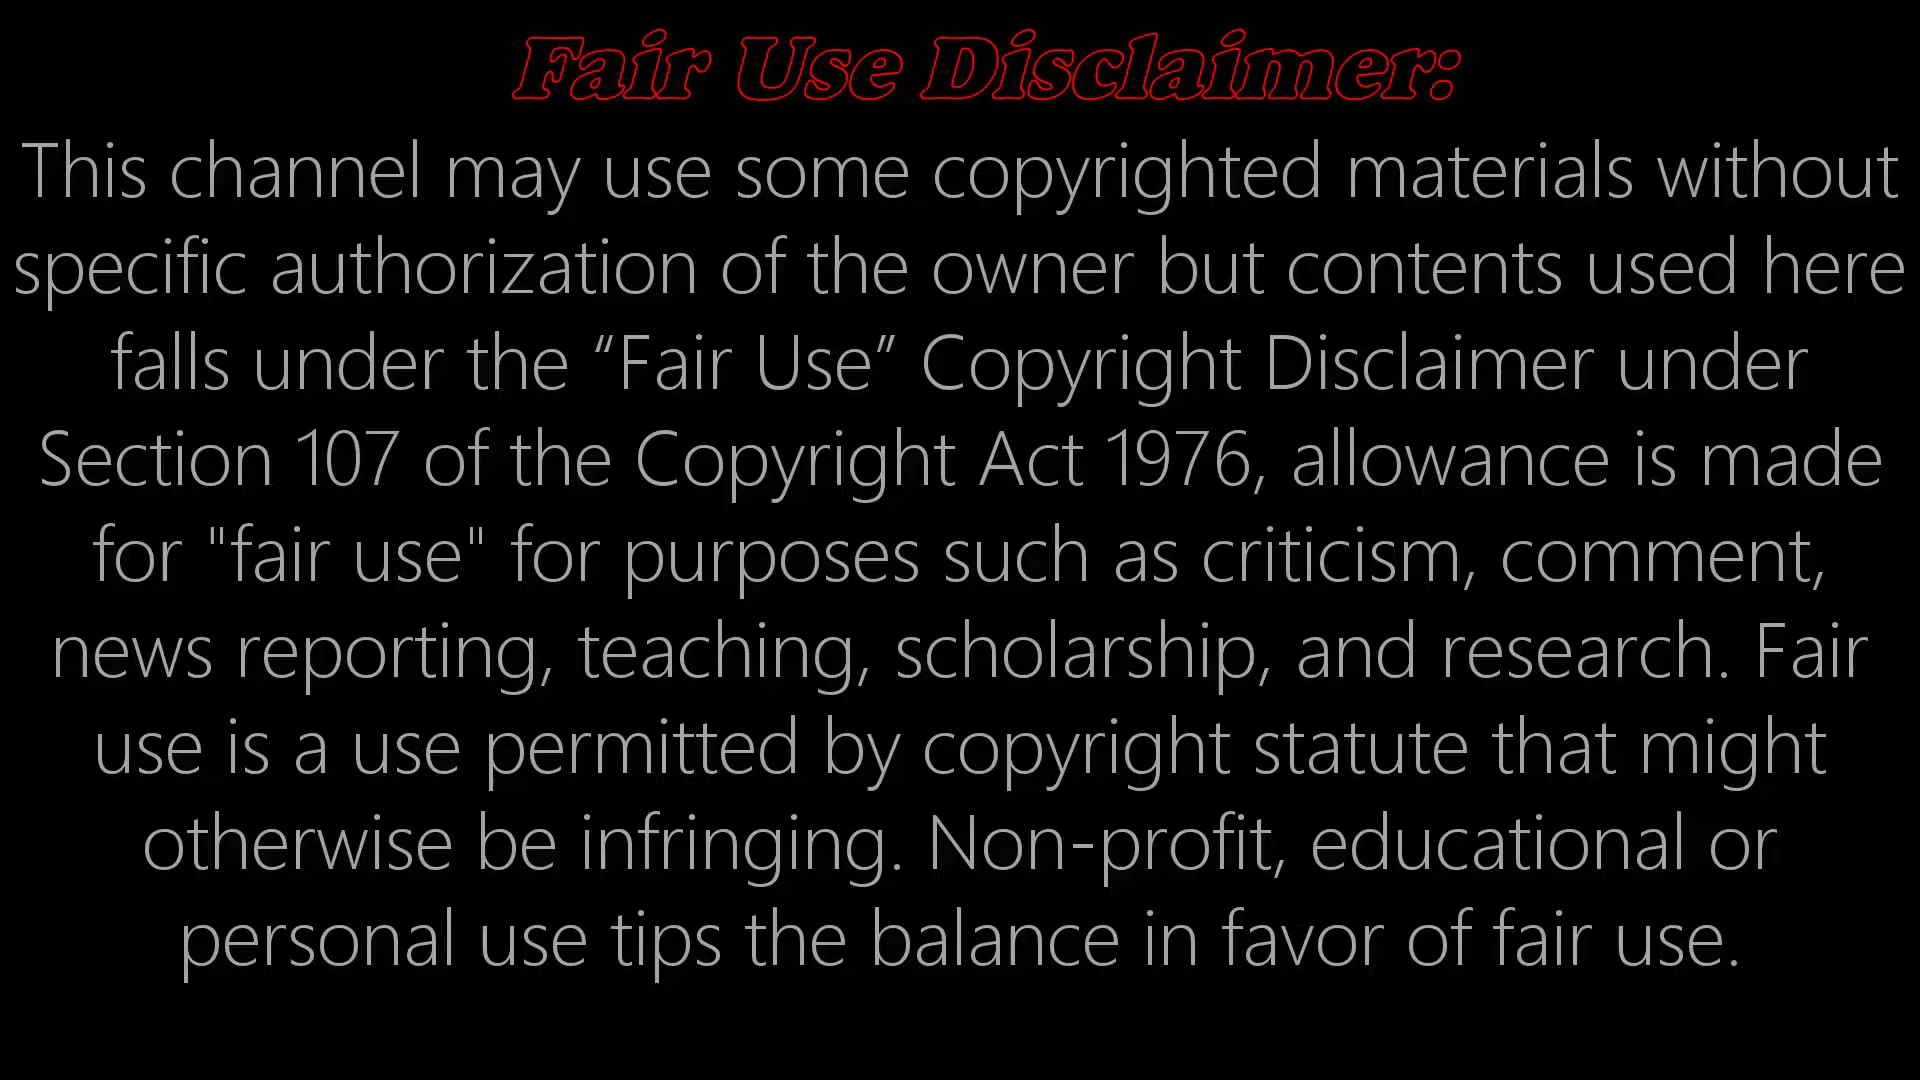 Fair Use Disclaimer:
This channel may use some copyrighted materials without
specific authorization of the owner but contents used here
falls under the “Fair Use” Copyright Disclaimer under
Section 107 of the Copyright Act 1976, allowance is made
for "fair use" for purposes such as criticism, comment,
news reporting, teaching, scholarship, and research. Fair
use is a use permitted by copyright statute that might
otherwise be infringing. Non-profit, educational or
personal use tips the balance in favor of fair use.